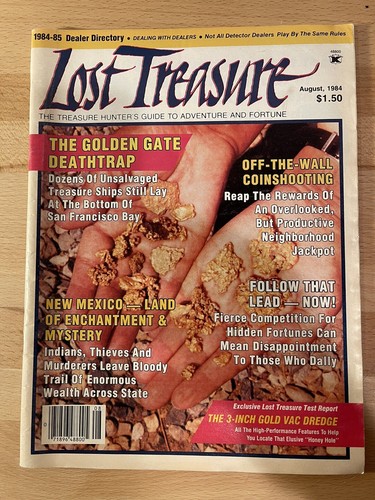 1984-85 Dealer Directory • DEALING WITH DEALERS • Not All Detector Dealers Play By The Same Rules
Lost Treasure
August, 1984
$1.50
THE TREASURE HUNTER'S GUIDE TO ADVENTURE AND FORTUNE
THE GOLDEN GATE
DEATHTRAP
Dozens Of Unsalvaged
Treasure Ships Still Lay
At The Bottom Of
San Francisco Bay
OFF-THE-WALL
COINSHOOTING
Reap The Rewards Of
An Overlooked,
But Productive
Neighborhood
Jackpot
NEW MEXICO — LAND
OF ENCHANTMENT &
MYSTERY
Indians, Thieves And
Murderers Leave Bloody
Trail Of Enormous
Wealth Across State
FOLLOW THAT
LEAD — NOW!
Fierce Competition For
Hidden Fortunes Can
Mean Disappointment
To Those Who Dally
Exclusive Lost Treasure Test Report
THE 3-INCH GOLD VAC DREDGE
All The High-Performance Features To Help
You Locate That Elusive "Honey Hole"
08
0
71896 48800